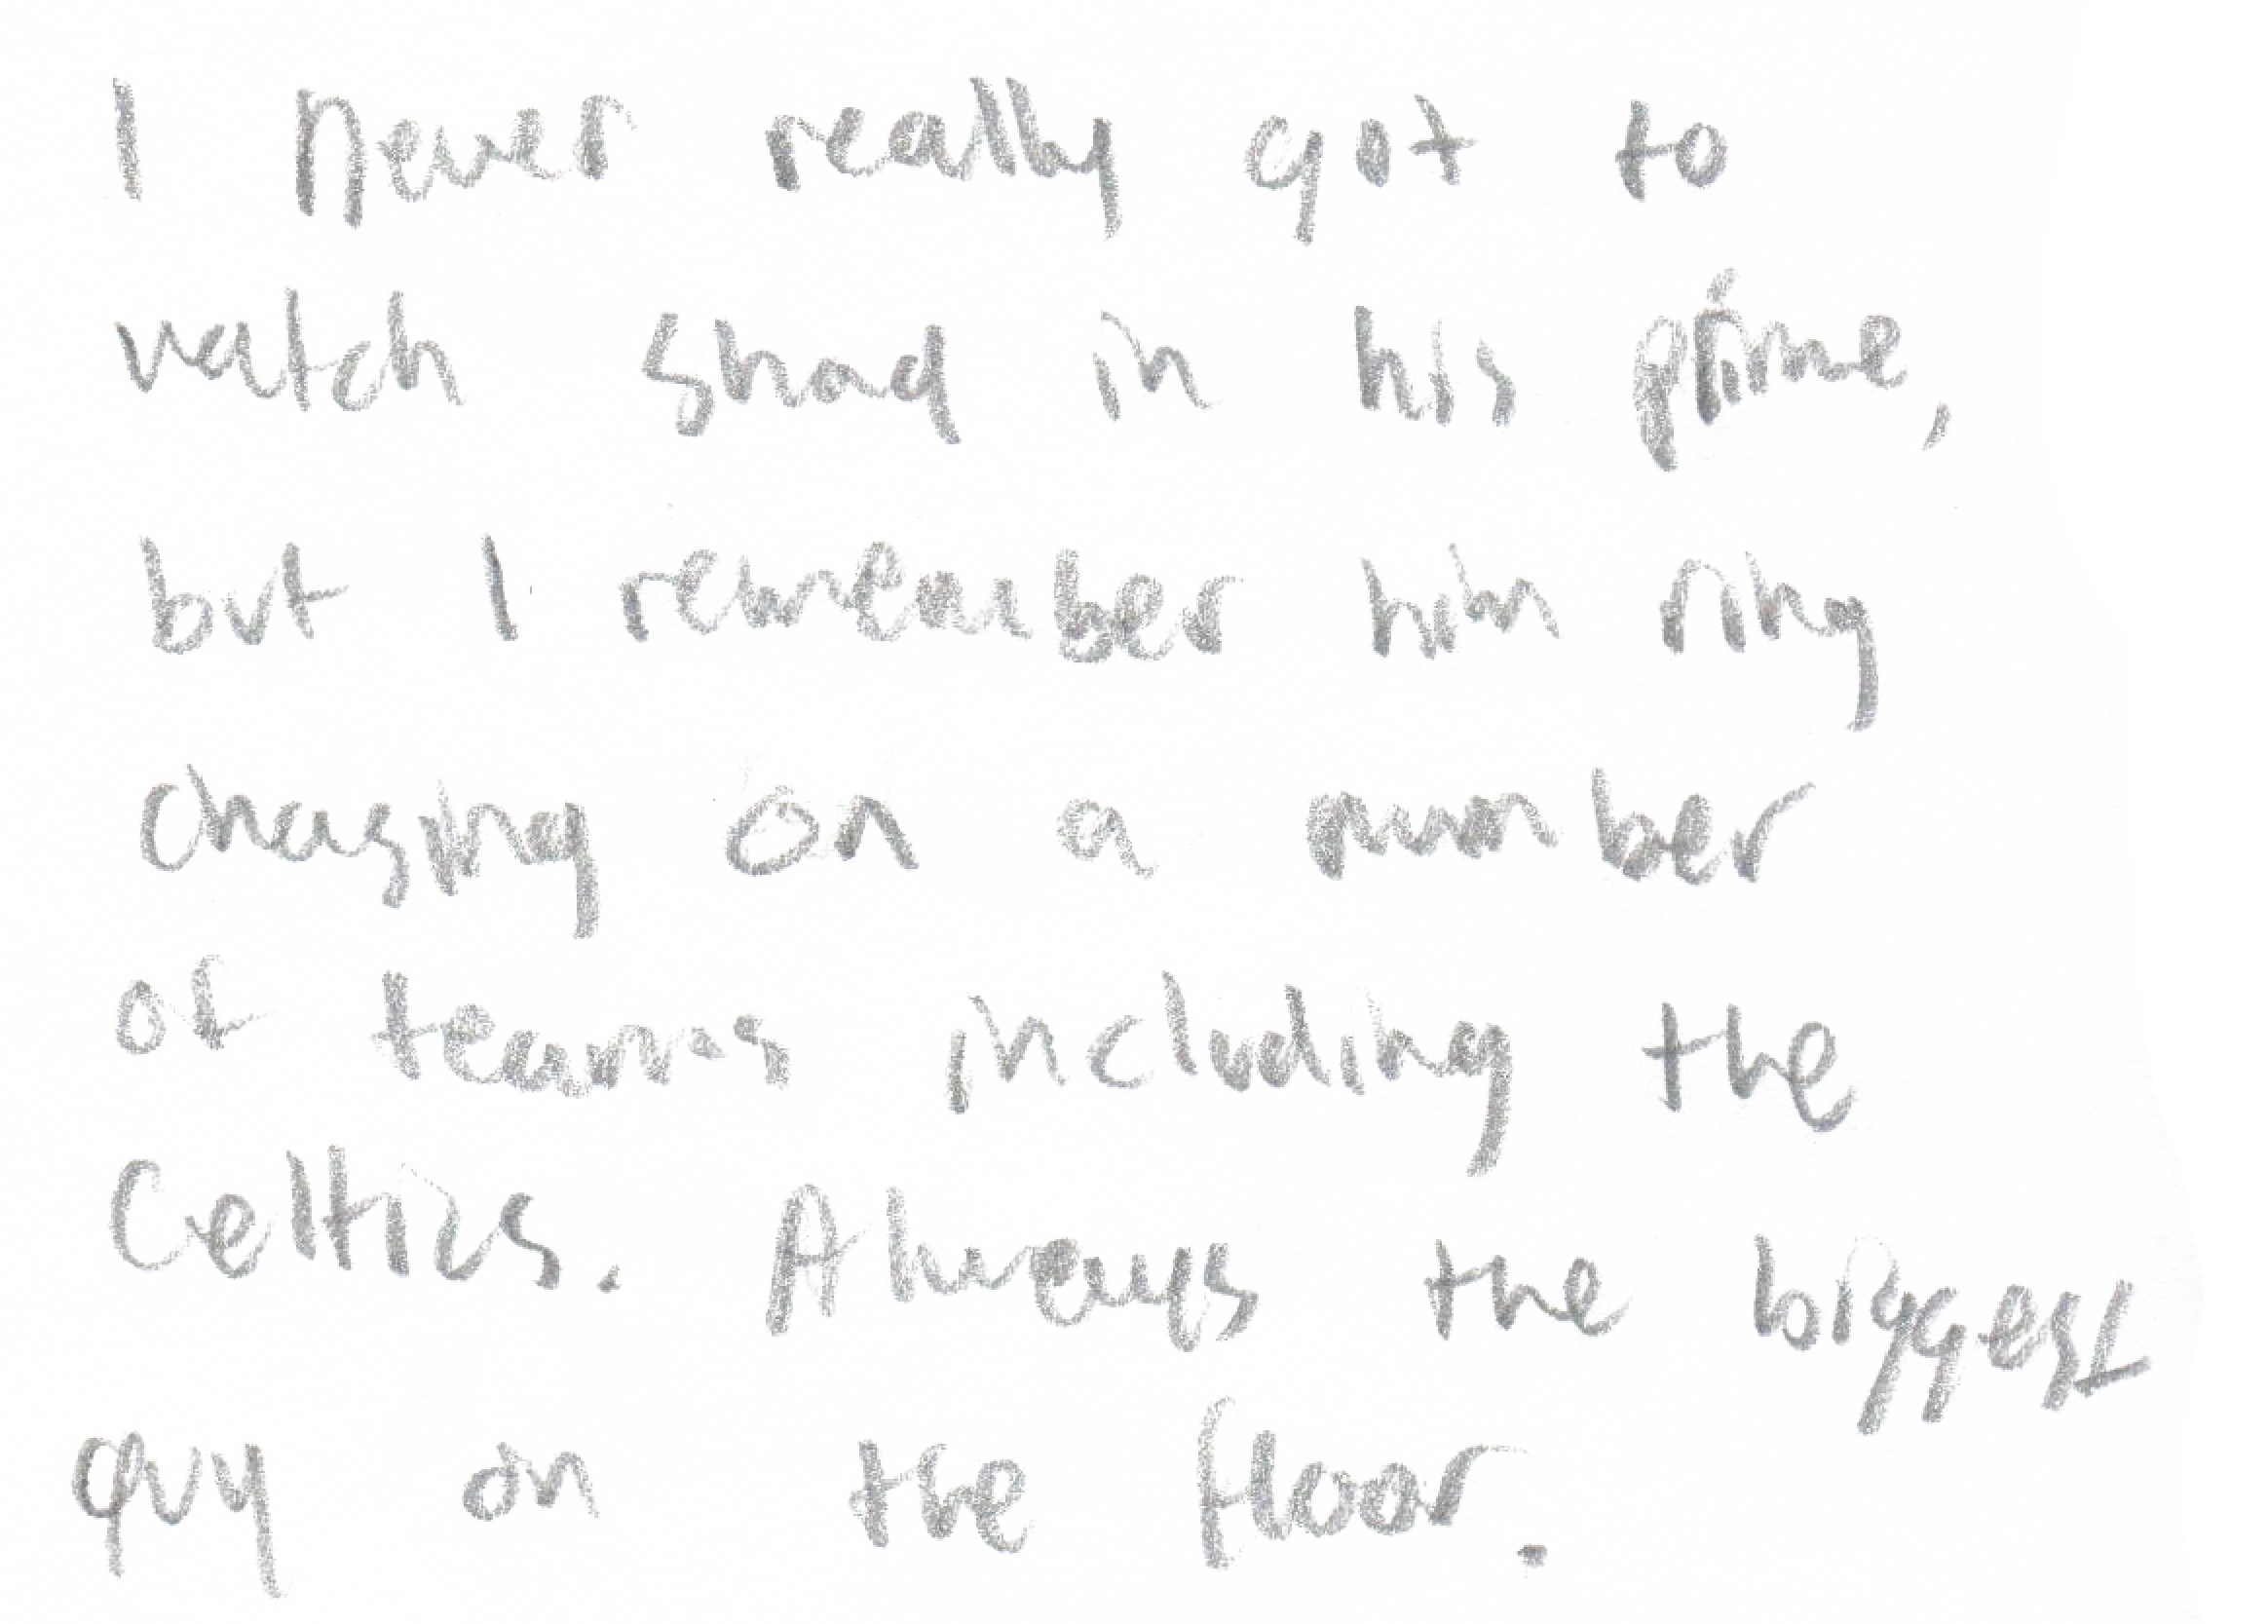 I never really got to
watch Shaq in his prime,
but I remember him ring
chasing on a number
of teams including the
Celtics. Always the biggest
guy on the floor.